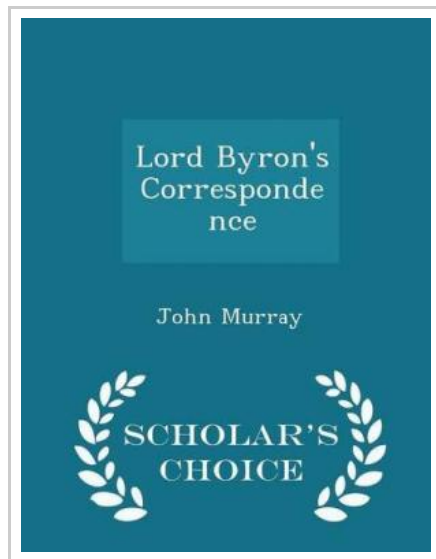 Lord Byron's
Corresponde
nce
John Murray
SCHOLAR'S
CHOICE